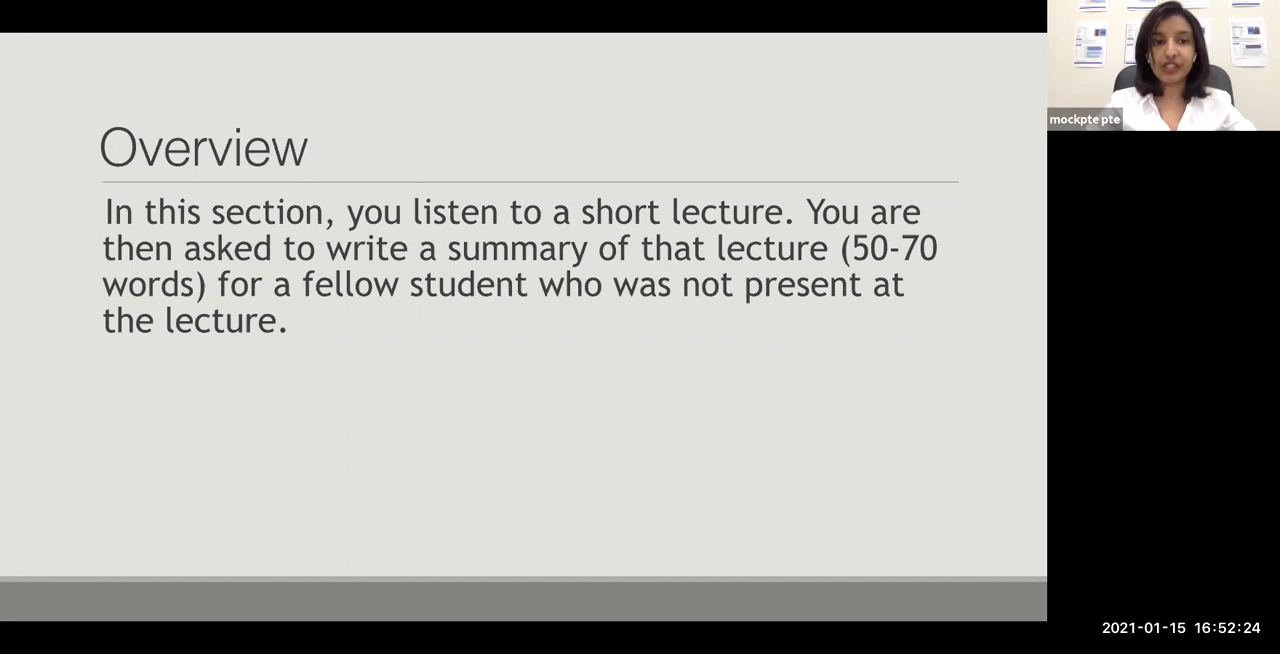 Overview
In this section, you listen to a short lecture. You are
then asked to write a summary of that lecture (50-70
words) for a fellow student who was not present at
the lecture.
mockpte pte
2021-01-15 16:52:24